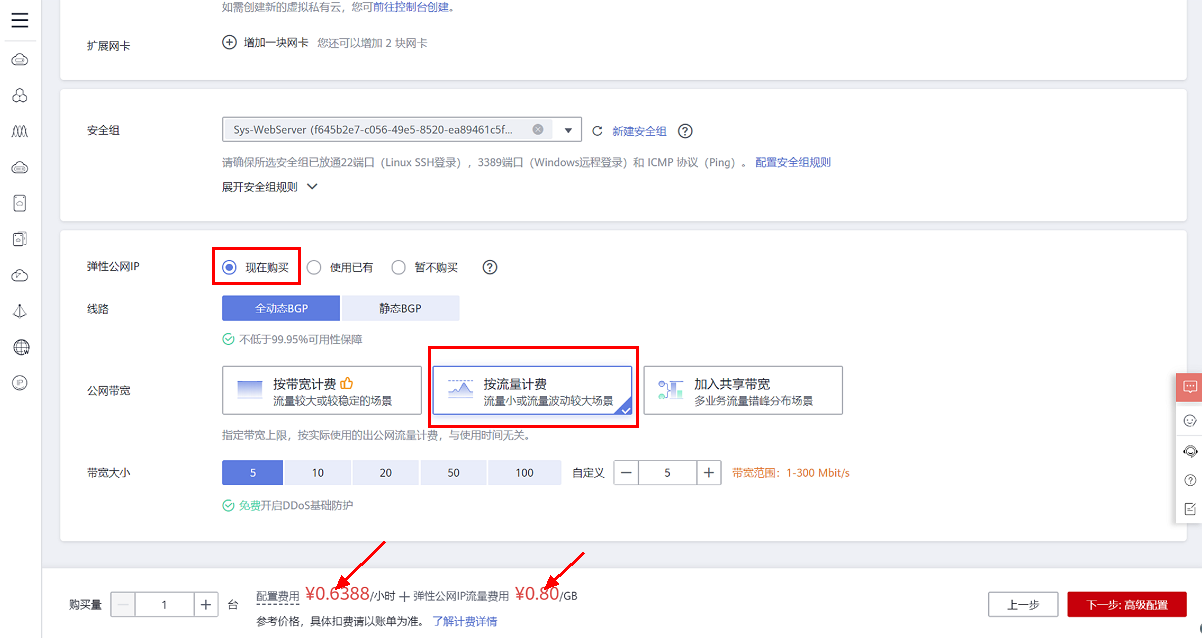 如需创建新的虚拟私有云，您可前往控制台创建。
扩展网卡
增加一块网卡 您还可以增加 2 块网卡
安全组
Sys-WebServer (f645b2e7-c056-49e5-8520-ea89461c5f...
新建安全组
请确保所选安全组已放通22端口（Linux SSH登录），3389端口（Windows远程登录）和 ICMP 协议（Ping）。 配置安全组规则
展开安全组规则
弹性公网IP
现在购买 使用已有 暂不购买
线路
全动态BGP 静态BGP
不低于99.95%可用性保障
公网带宽
按带宽计费
流量较大或较稳定的场景
按流量计费
流量小或流量波动较大场景
加入共享带宽
多业务流量错峰分布场景
指定带宽上限，按实际使用的出公网流量计费，与使用时间无关。
带宽大小
5 10 20 50 100 自定义 − 5 + 带宽范围：1-300 Mbit/s
免费开启DDoS基础防护
购买量 − 1 + 台
配置费用 ¥0.6388/小时 + 弹性公网IP流量费用 ¥0.80/GB
参考价格，具体扣费请以账单为准。 了解计费详情
上一步
下一步: 高级配置